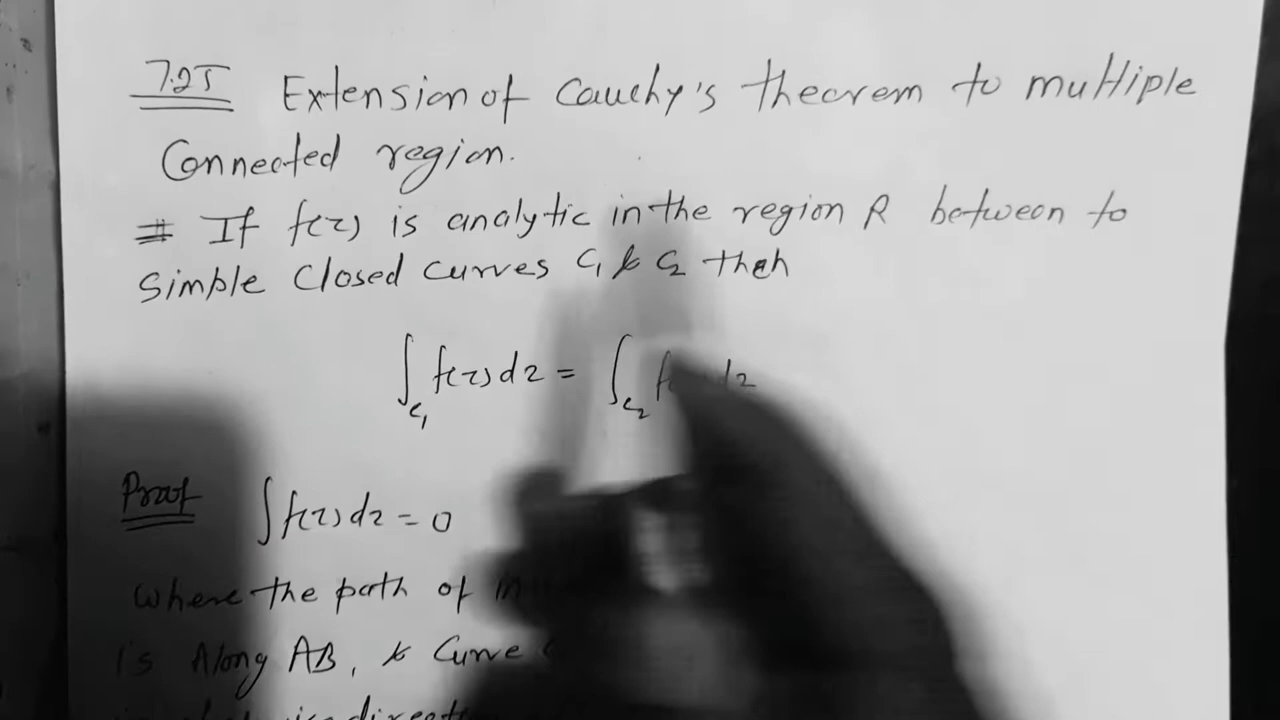 7.25 Extension of Cauchy's theorem to multiple
Connected region.
# If f(z) is analytic in the region R between to
Simple Closed curves C₁ & C₂ then
∫C₁ f(z) dz = ∫C₂ dz
Proof ∫ f(z) dz = 0
where the path of
is Along AB, & Curve